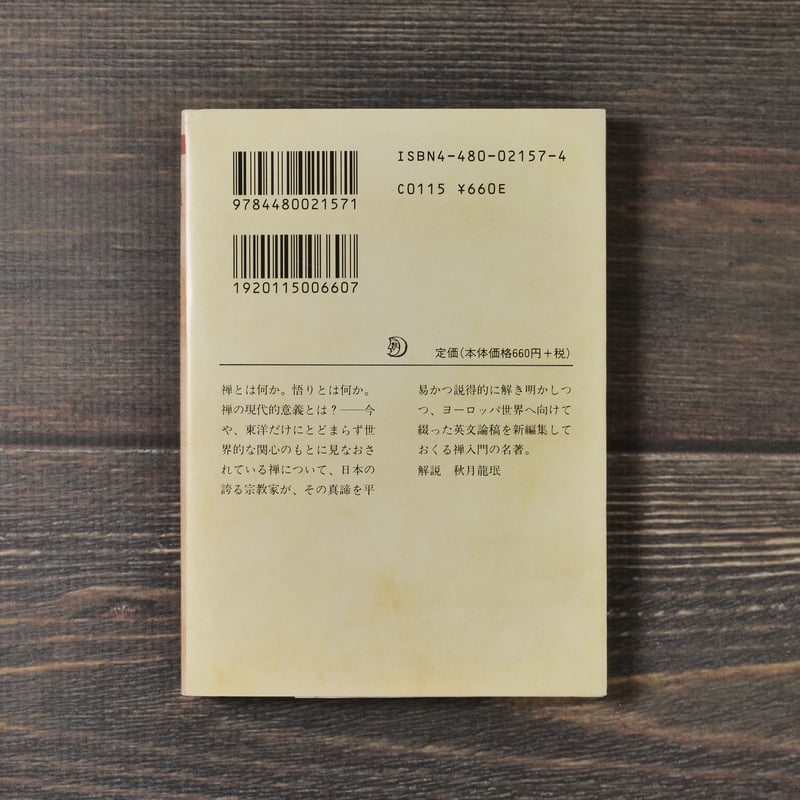 ISBN4-480-02157-4
9784480021571
C0115 ¥660E
1920115006607
定価(本体価格660円+税)
禅とは何か。悟りとは何か。
禅の現代的意義とは?――今
や、東洋だけにとどまらず世
界的な関心のもとに見なおさ
れている禅について、日本の
誇る宗教家が、その真諦を平
易かつ説得的に解き明かしつ
つ、ヨーロッパ世界へ向けて
綴った英文論稿を新編集して
おくる禅入門の名著。
解説 秋月龍珉